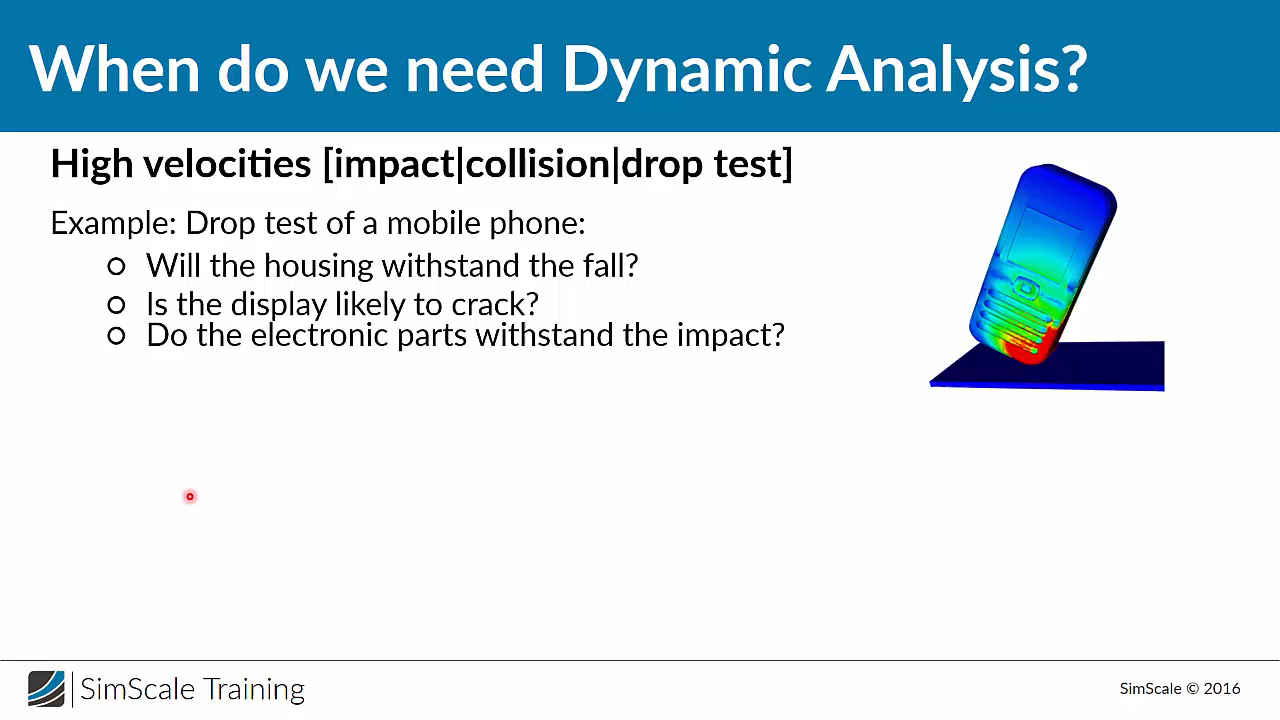 When do we need Dynamic Analysis?
High velocities [impact|collision|drop test]
Example: Drop test of a mobile phone:
Will the housing withstand the fall?
Is the display likely to crack?
Do the electronic parts withstand the impact?
SimScale Training
SimScale © 2016